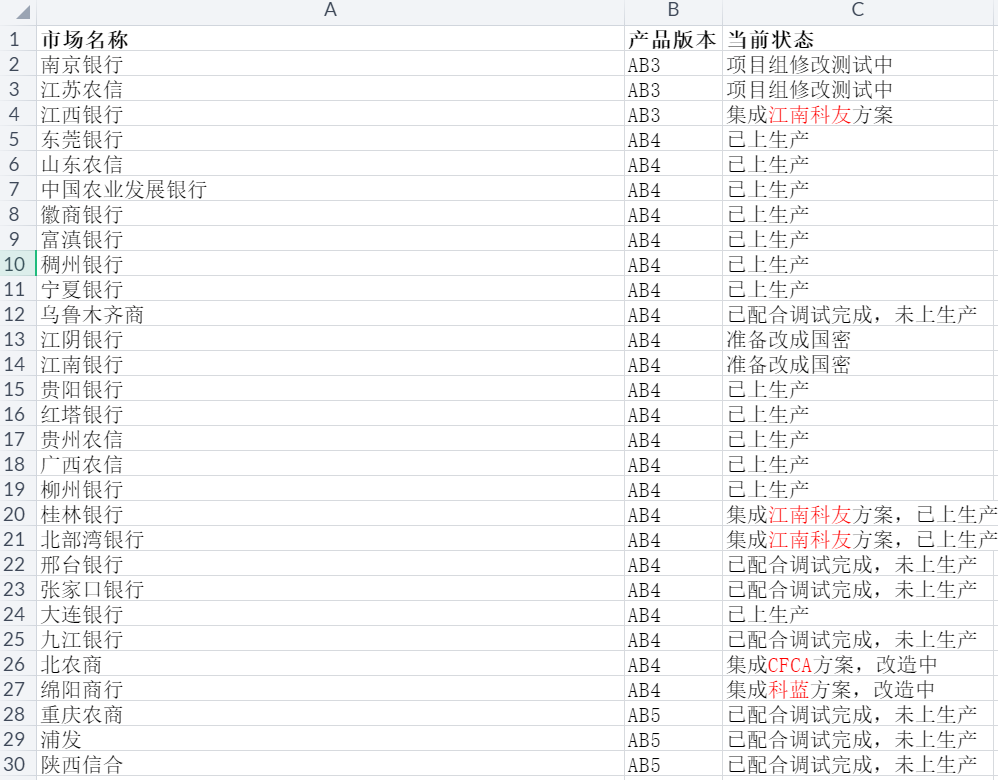 A B C
1 市场名称 产品版本 当前状态
2 南京银行 AB3 项目组修改测试中
3 江苏农信 AB3 项目组修改测试中
4 江西银行 AB3 集成江南科友方案
5 东莞银行 AB4 已上生产
6 山东农信 AB4 已上生产
7 中国农业发展银行 AB4 已上生产
8 徽商银行 AB4 已上生产
9 富滇银行 AB4 已上生产
10 稠州银行 AB4 已上生产
11 宁夏银行 AB4 已上生产
12 乌鲁木齐商 AB4 已配合调试完成，未上生产
13 江阴银行 AB4 准备改成国密
14 江南银行 AB4 准备改成国密
15 贵阳银行 AB4 已上生产
16 红塔银行 AB4 已上生产
17 贵州农信 AB4 已上生产
18 广西农信 AB4 已上生产
19 柳州银行 AB4 已上生产
20 桂林银行 AB4 集成江南科友方案，已上生产
21 北部湾银行 AB4 集成江南科友方案，已上生产
22 邢台银行 AB4 已配合调试完成，未上生产
23 张家口银行 AB4 已配合调试完成，未上生产
24 大连银行 AB4 已上生产
25 九江银行 AB4 已配合调试完成，未上生产
26 北农商 AB4 集成CFCA方案，改造中
27 绵阳商行 AB4 集成科蓝方案，改造中
28 重庆农商 AB5 已配合调试完成，未上生产
29 浦发 AB5 已配合调试完成，未上生产
30 陕西信合 AB5 已配合调试完成，未上生产